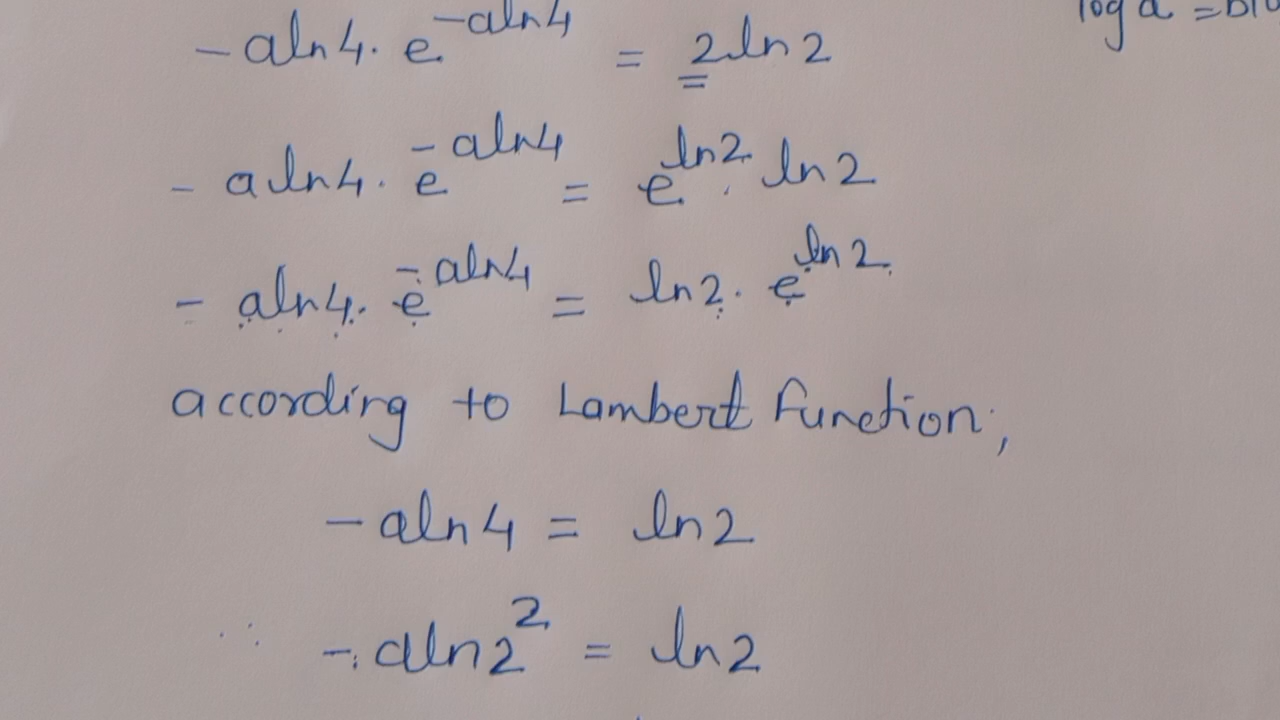 log a = b
-aln4. e^-aln4 = 2ln2
- aln4. e^-aln4 = e^ln2 . ln2
- aln4. e^-aln4 = ln2. e^ln2
according to Lambert function;
-aln4 = ln2
∴ -aln2^2 = ln2